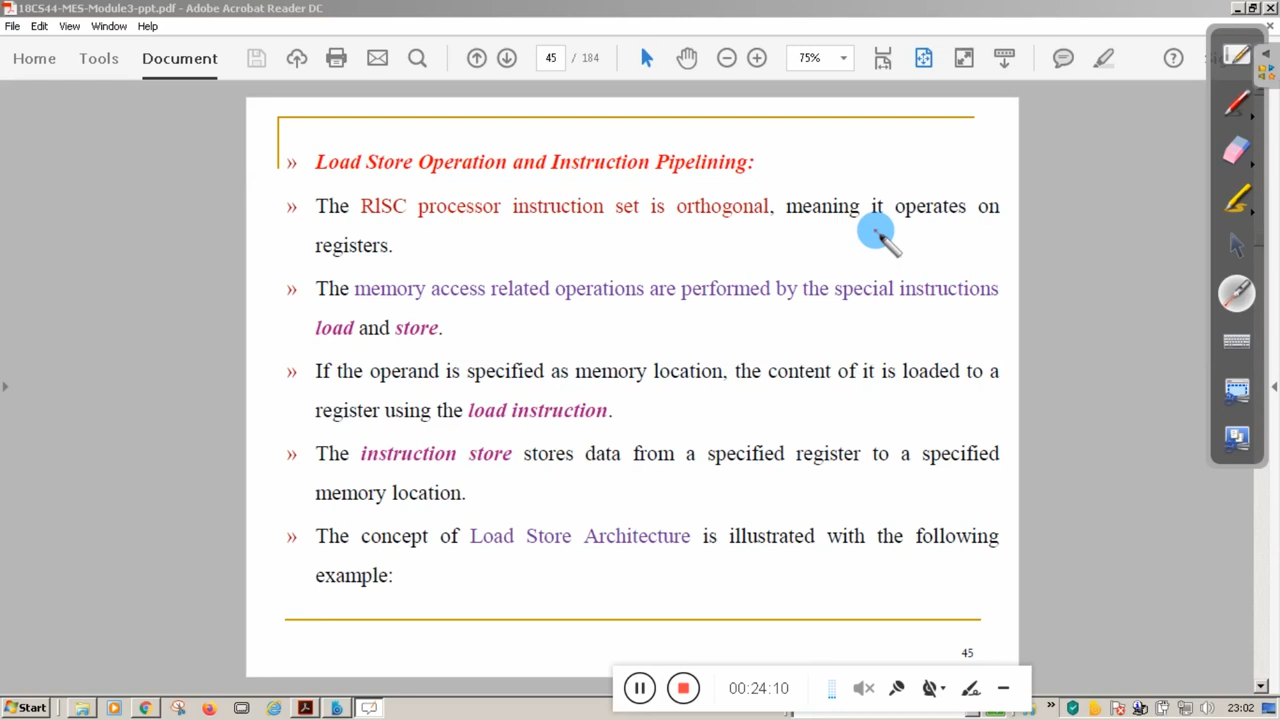 18CS44-MES-Module3-ppt.pdf - Adobe Acrobat Reader DC
File Edit View Window Help
Home Tools Document 45 / 184 75%
» Load Store Operation and Instruction Pipelining:
» The RlSC processor instruction set is orthogonal, meaning it operates on
registers.
» The memory access related operations are performed by the special instructions
load and store.
» If the operand is specified as memory location, the content of it is loaded to a
register using the load instruction.
» The instruction store stores data from a specified register to a specified
memory location.
» The concept of Load Store Architecture is illustrated with the following
example:
45
00:24:10
Start 23:02